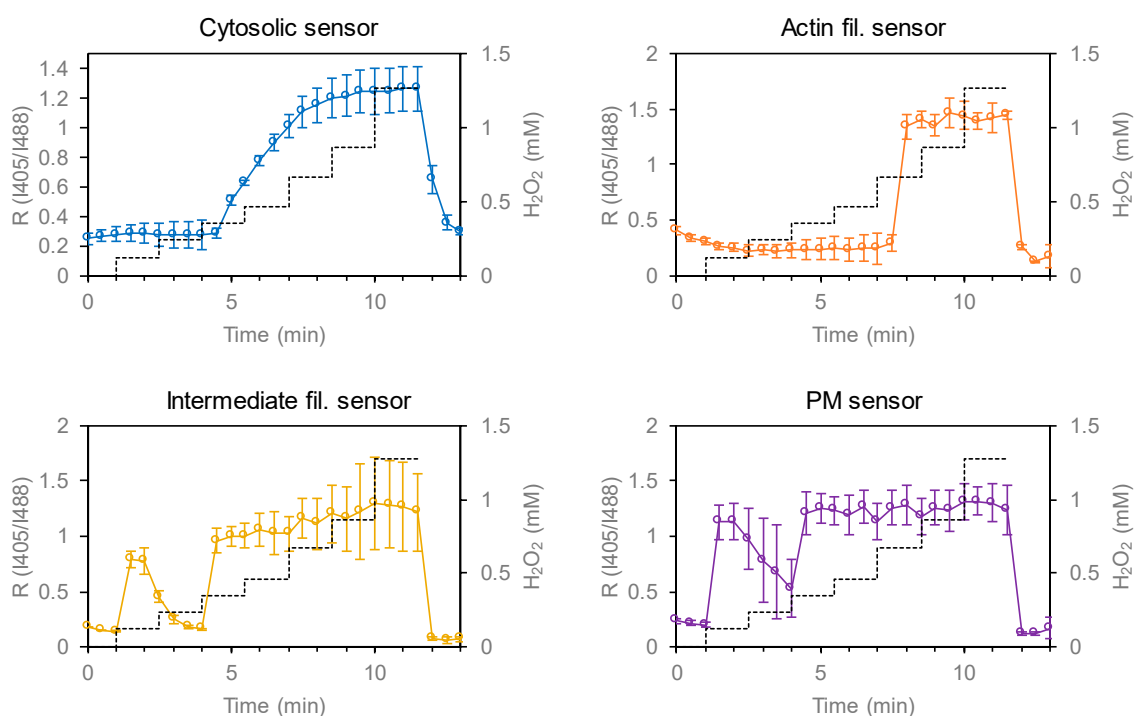 Cytosolic sensor
R (I405/I488)
1.4
1.2
1
0.8
0.6
0.4
0.2
0
1.5
1
0.5
0
H₂O₂ (mM)
0 5 10
Time (min)
Actin fil. sensor
R (I405/I488)
2
1.5
1
0.5
0
1.5
1
0.5
0
H₂O₂ (mM)
0 5 10
Time (min)
Intermediate fil. sensor
R (I405/I488)
2
1.5
1
0.5
0
1.5
1
0.5
0
H₂O₂ (mM)
0 5 10
Time (min)
PM sensor
R (I405/I488)
2
1.5
1
0.5
0
1.5
1
0.5
0
H₂O₂ (mM)
0 5 10
Time (min)